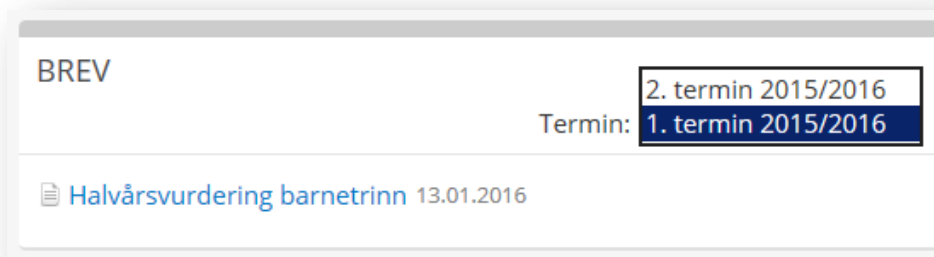 BREV
2. termin 2015/2016
Termin: 1. termin 2015/2016
Halvårsvurdering barnetrinn 13.01.2016